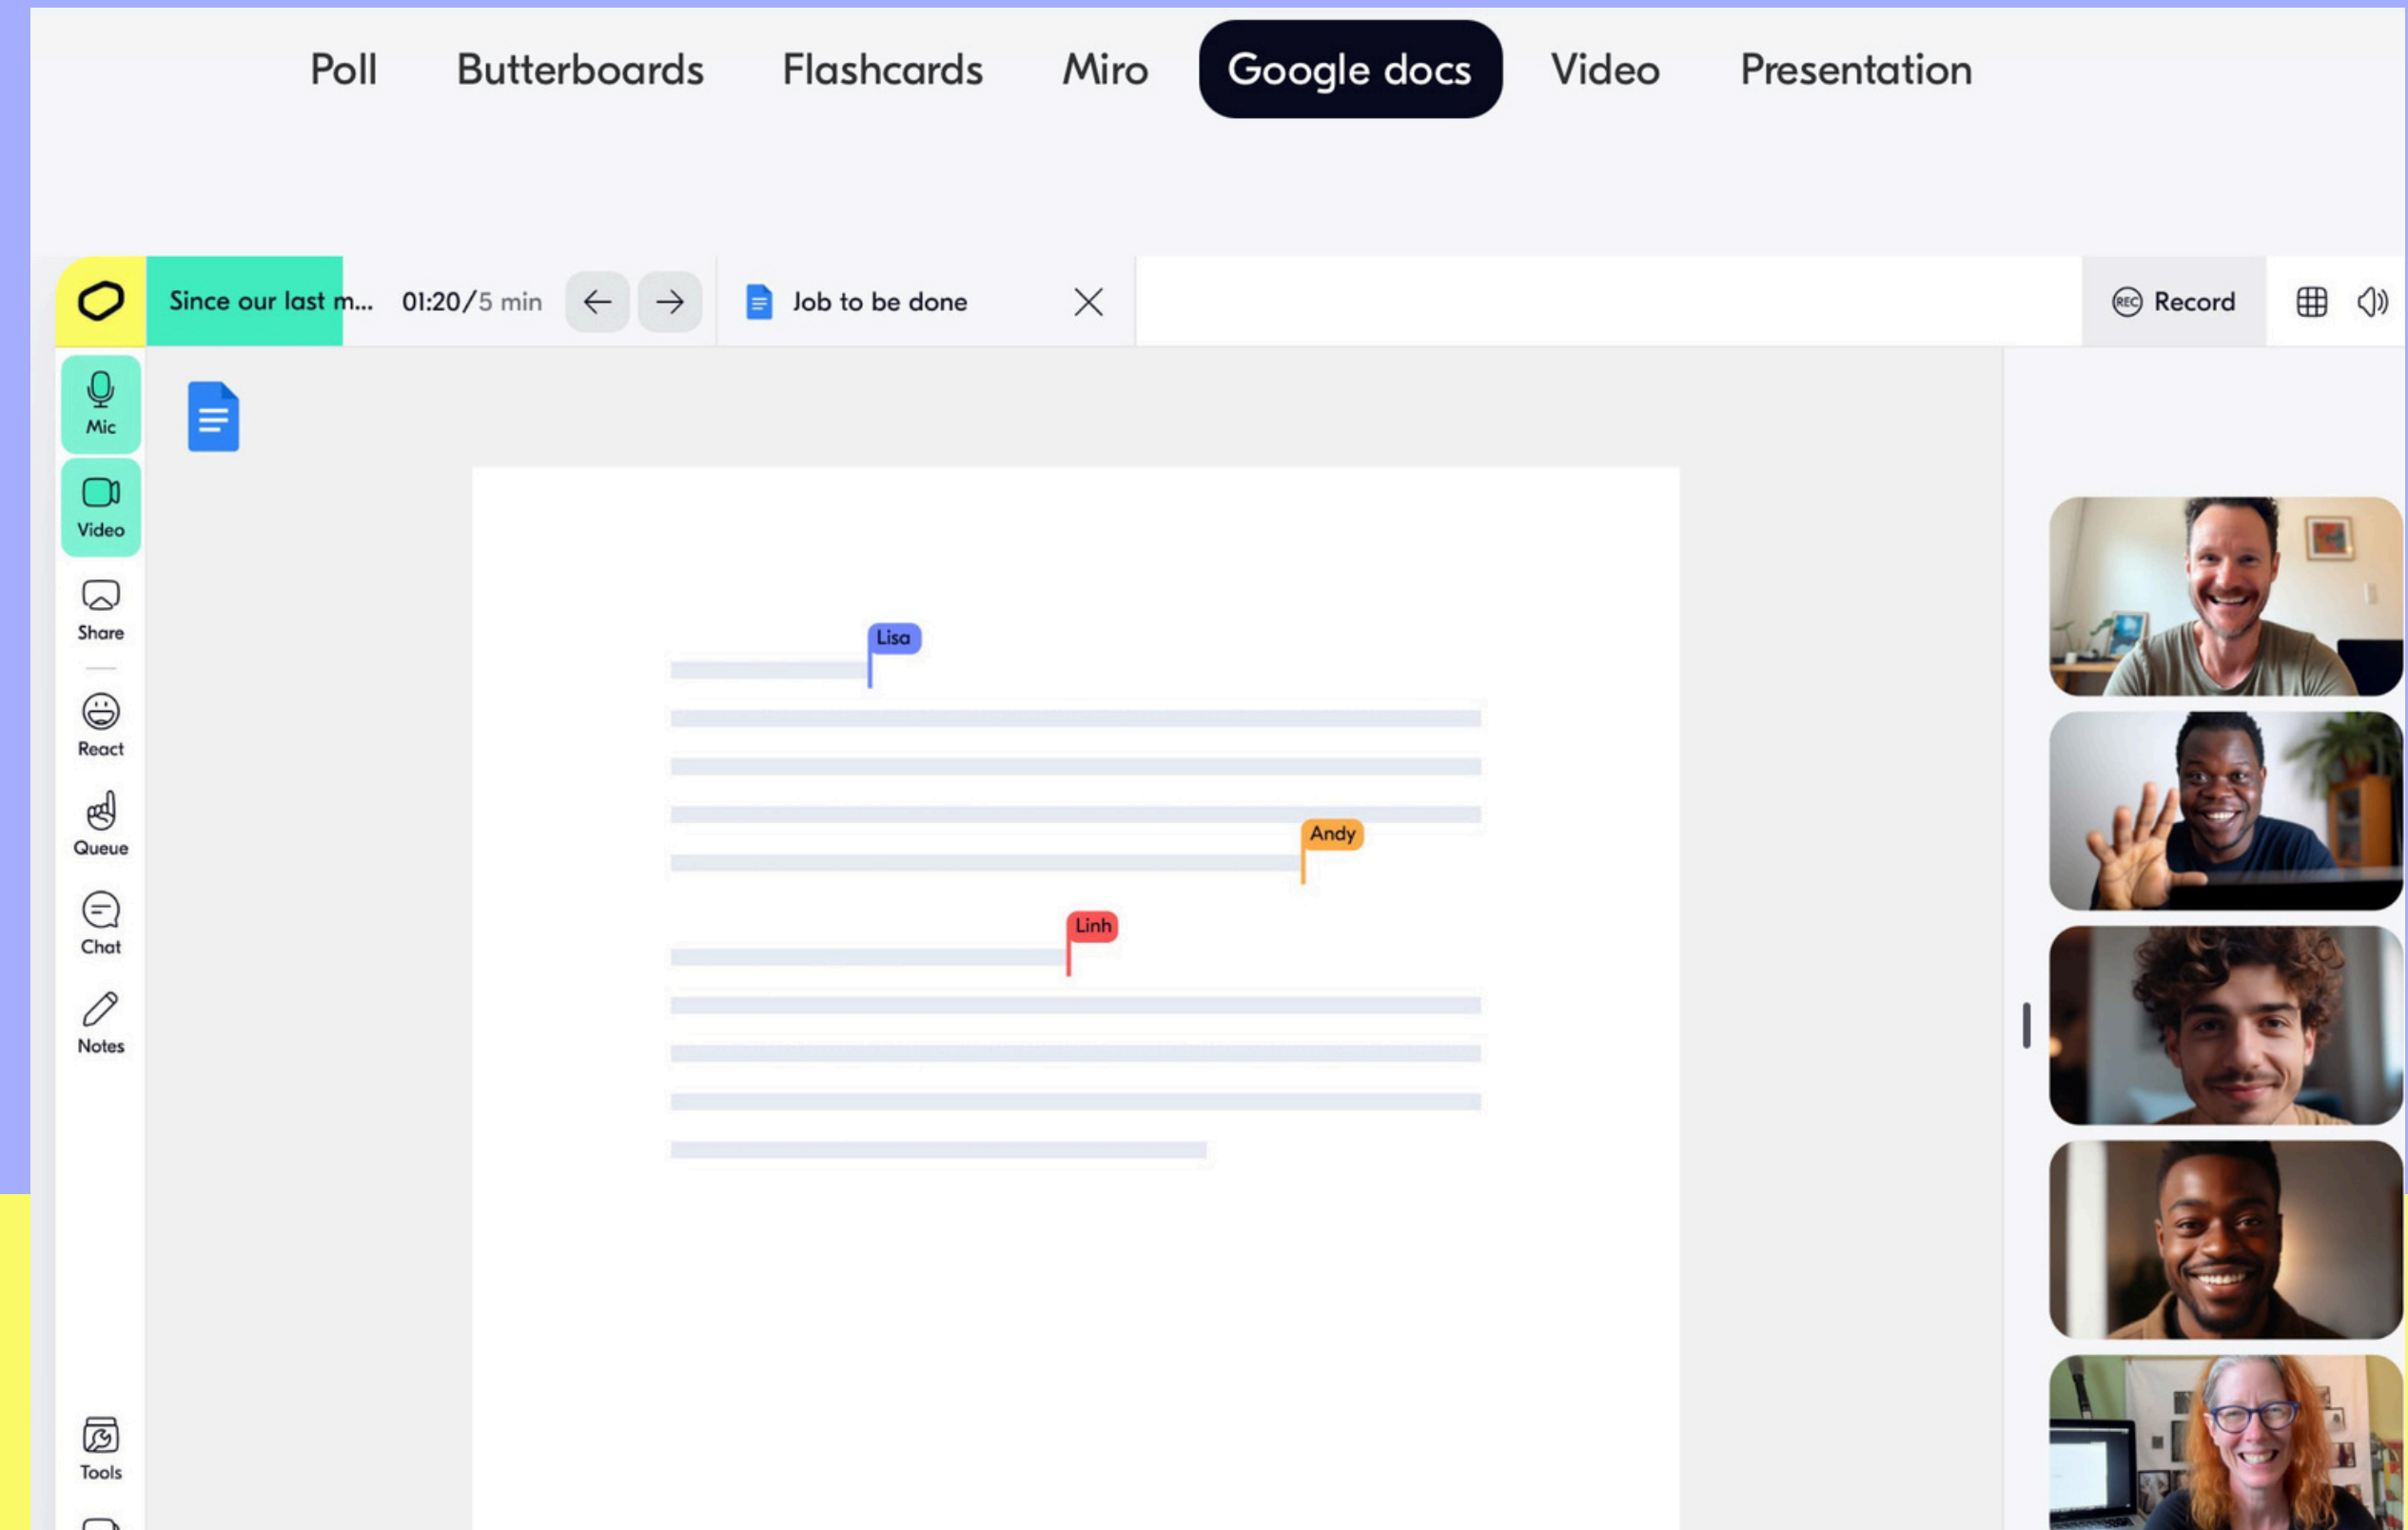 Poll Butterboards Flashcards Miro Google docs Video Presentation
Since our last m... 01:20/5 min Job to be done REC Record
Mic
Video
Share
React
Queue
Chat
Notes
Tools
Lisa
Andy
Linh